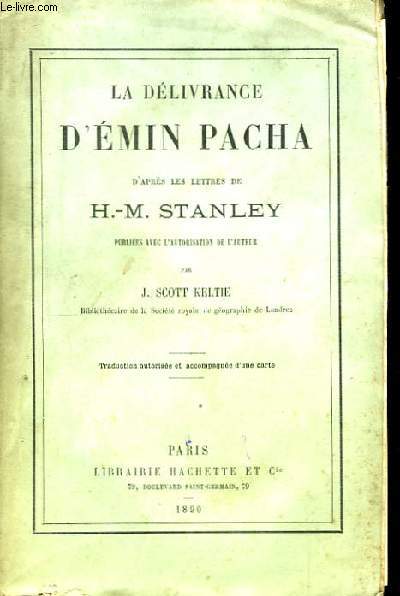 www.le-livre.com
LA DÉLIVRANCE
D'ÉMIN PACHA
D'APRÈS LES LETTRES DE
H.-M. STANLEY
PUBLIÉES AVEC L'AUTORISATION DE L'AUTEUR
PAR
J. SCOTT KELTIE
Bibliothécaire de la Société royale de géographie de Londres
Traduction autorisée et accompagnée d'une carte
PARIS
LIBRAIRIE HACHETTE ET Cie
79, BOULEVARD SAINT-GERMAIN, 79
1890